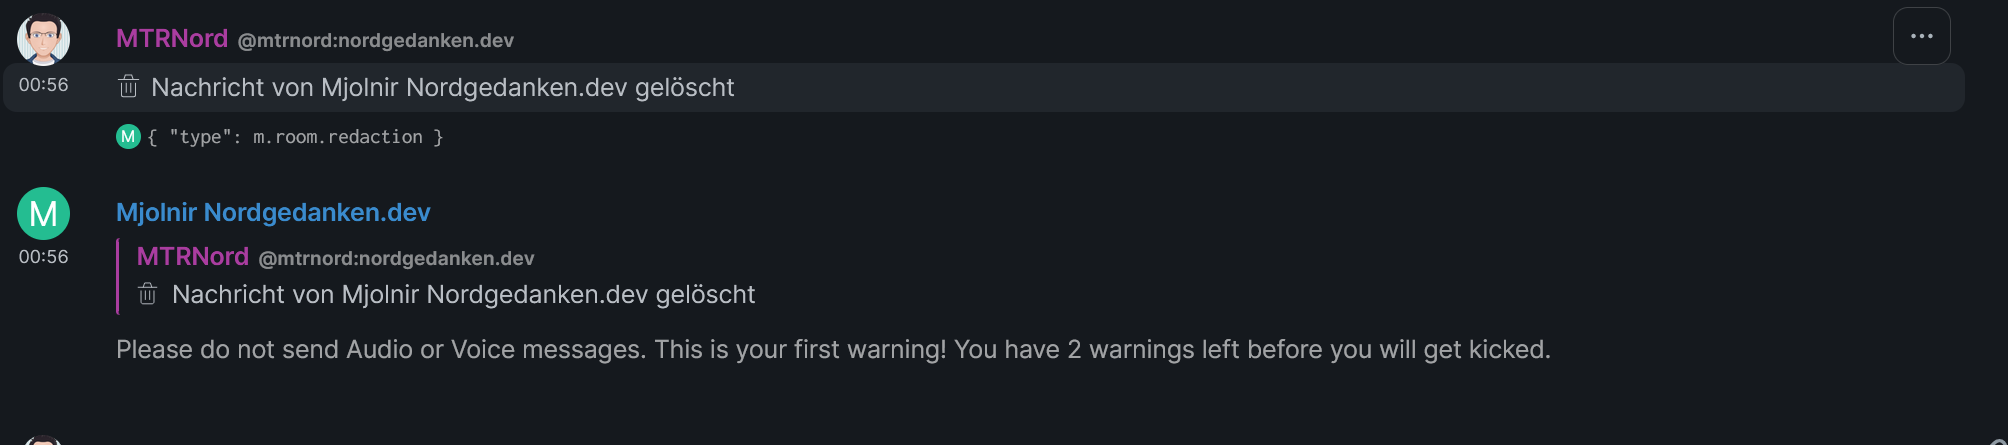 MTRNord @mtrnord:nordgedanken.dev
00:56 Nachricht von Mjolnir Nordgedanken.dev gelöscht
M { "type": m.room.redaction }
M Mjolnir Nordgedanken.dev
00:56 MTRNord @mtrnord:nordgedanken.dev
Nachricht von Mjolnir Nordgedanken.dev gelöscht
Please do not send Audio or Voice messages. This is your first warning! You have 2 warnings left before you will get kicked.